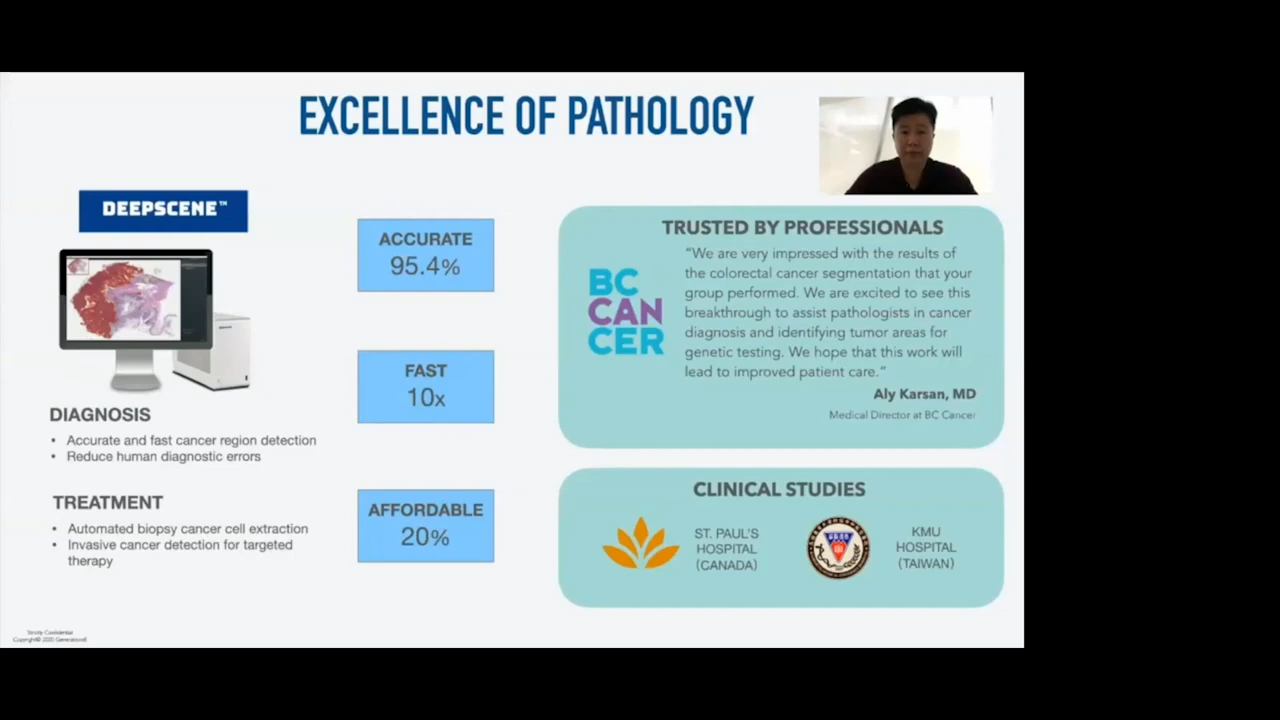 EXCELLENCE OF PATHOLOGY
DEEPSCENE™
DIAGNOSIS
• Accurate and fast cancer region detection
• Reduce human diagnostic errors
TREATMENT
• Automated biopsy cancer cell extraction
• Invasive cancer detection for targeted
therapy
ACCURATE
95.4%
FAST
10x
AFFORDABLE
20%
TRUSTED BY PROFESSIONALS
BC
CAN
CER
“We are very impressed with the results of
the colorectal cancer segmentation that your
group performed. We are excited to see this
breakthrough to assist pathologists in cancer
diagnosis and identifying tumor areas for
genetic testing. We hope that this work will
lead to improved patient care.”
Aly Karsan, MD
Medical Director at BC Cancer
CLINICAL STUDIES
ST. PAUL'S
HOSPITAL
(CANADA)
KMU
HOSPITAL
(TAIWAN)
Strictly Confidential
Copyright© 2020